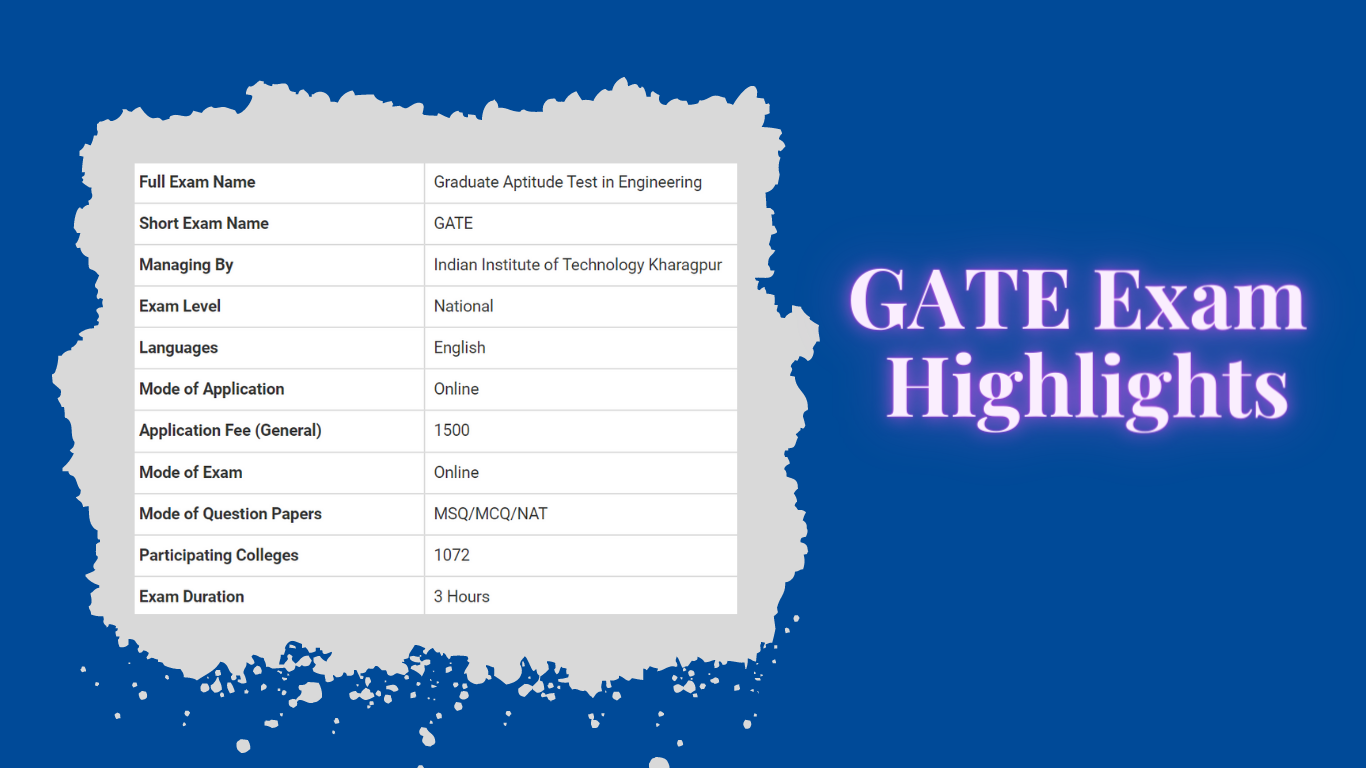 Full Exam Name Graduate Aptitude Test in Engineering
Short Exam Name GATE
Managing By Indian Institute of Technology Kharagpur
Exam Level National
Languages English
Mode of Application Online
Application Fee (General) 1500
Mode of Exam Online
Mode of Question Papers MSQ/MCQ/NAT
Participating Colleges 1072
Exam Duration 3 Hours
GATE Exam
Highlights